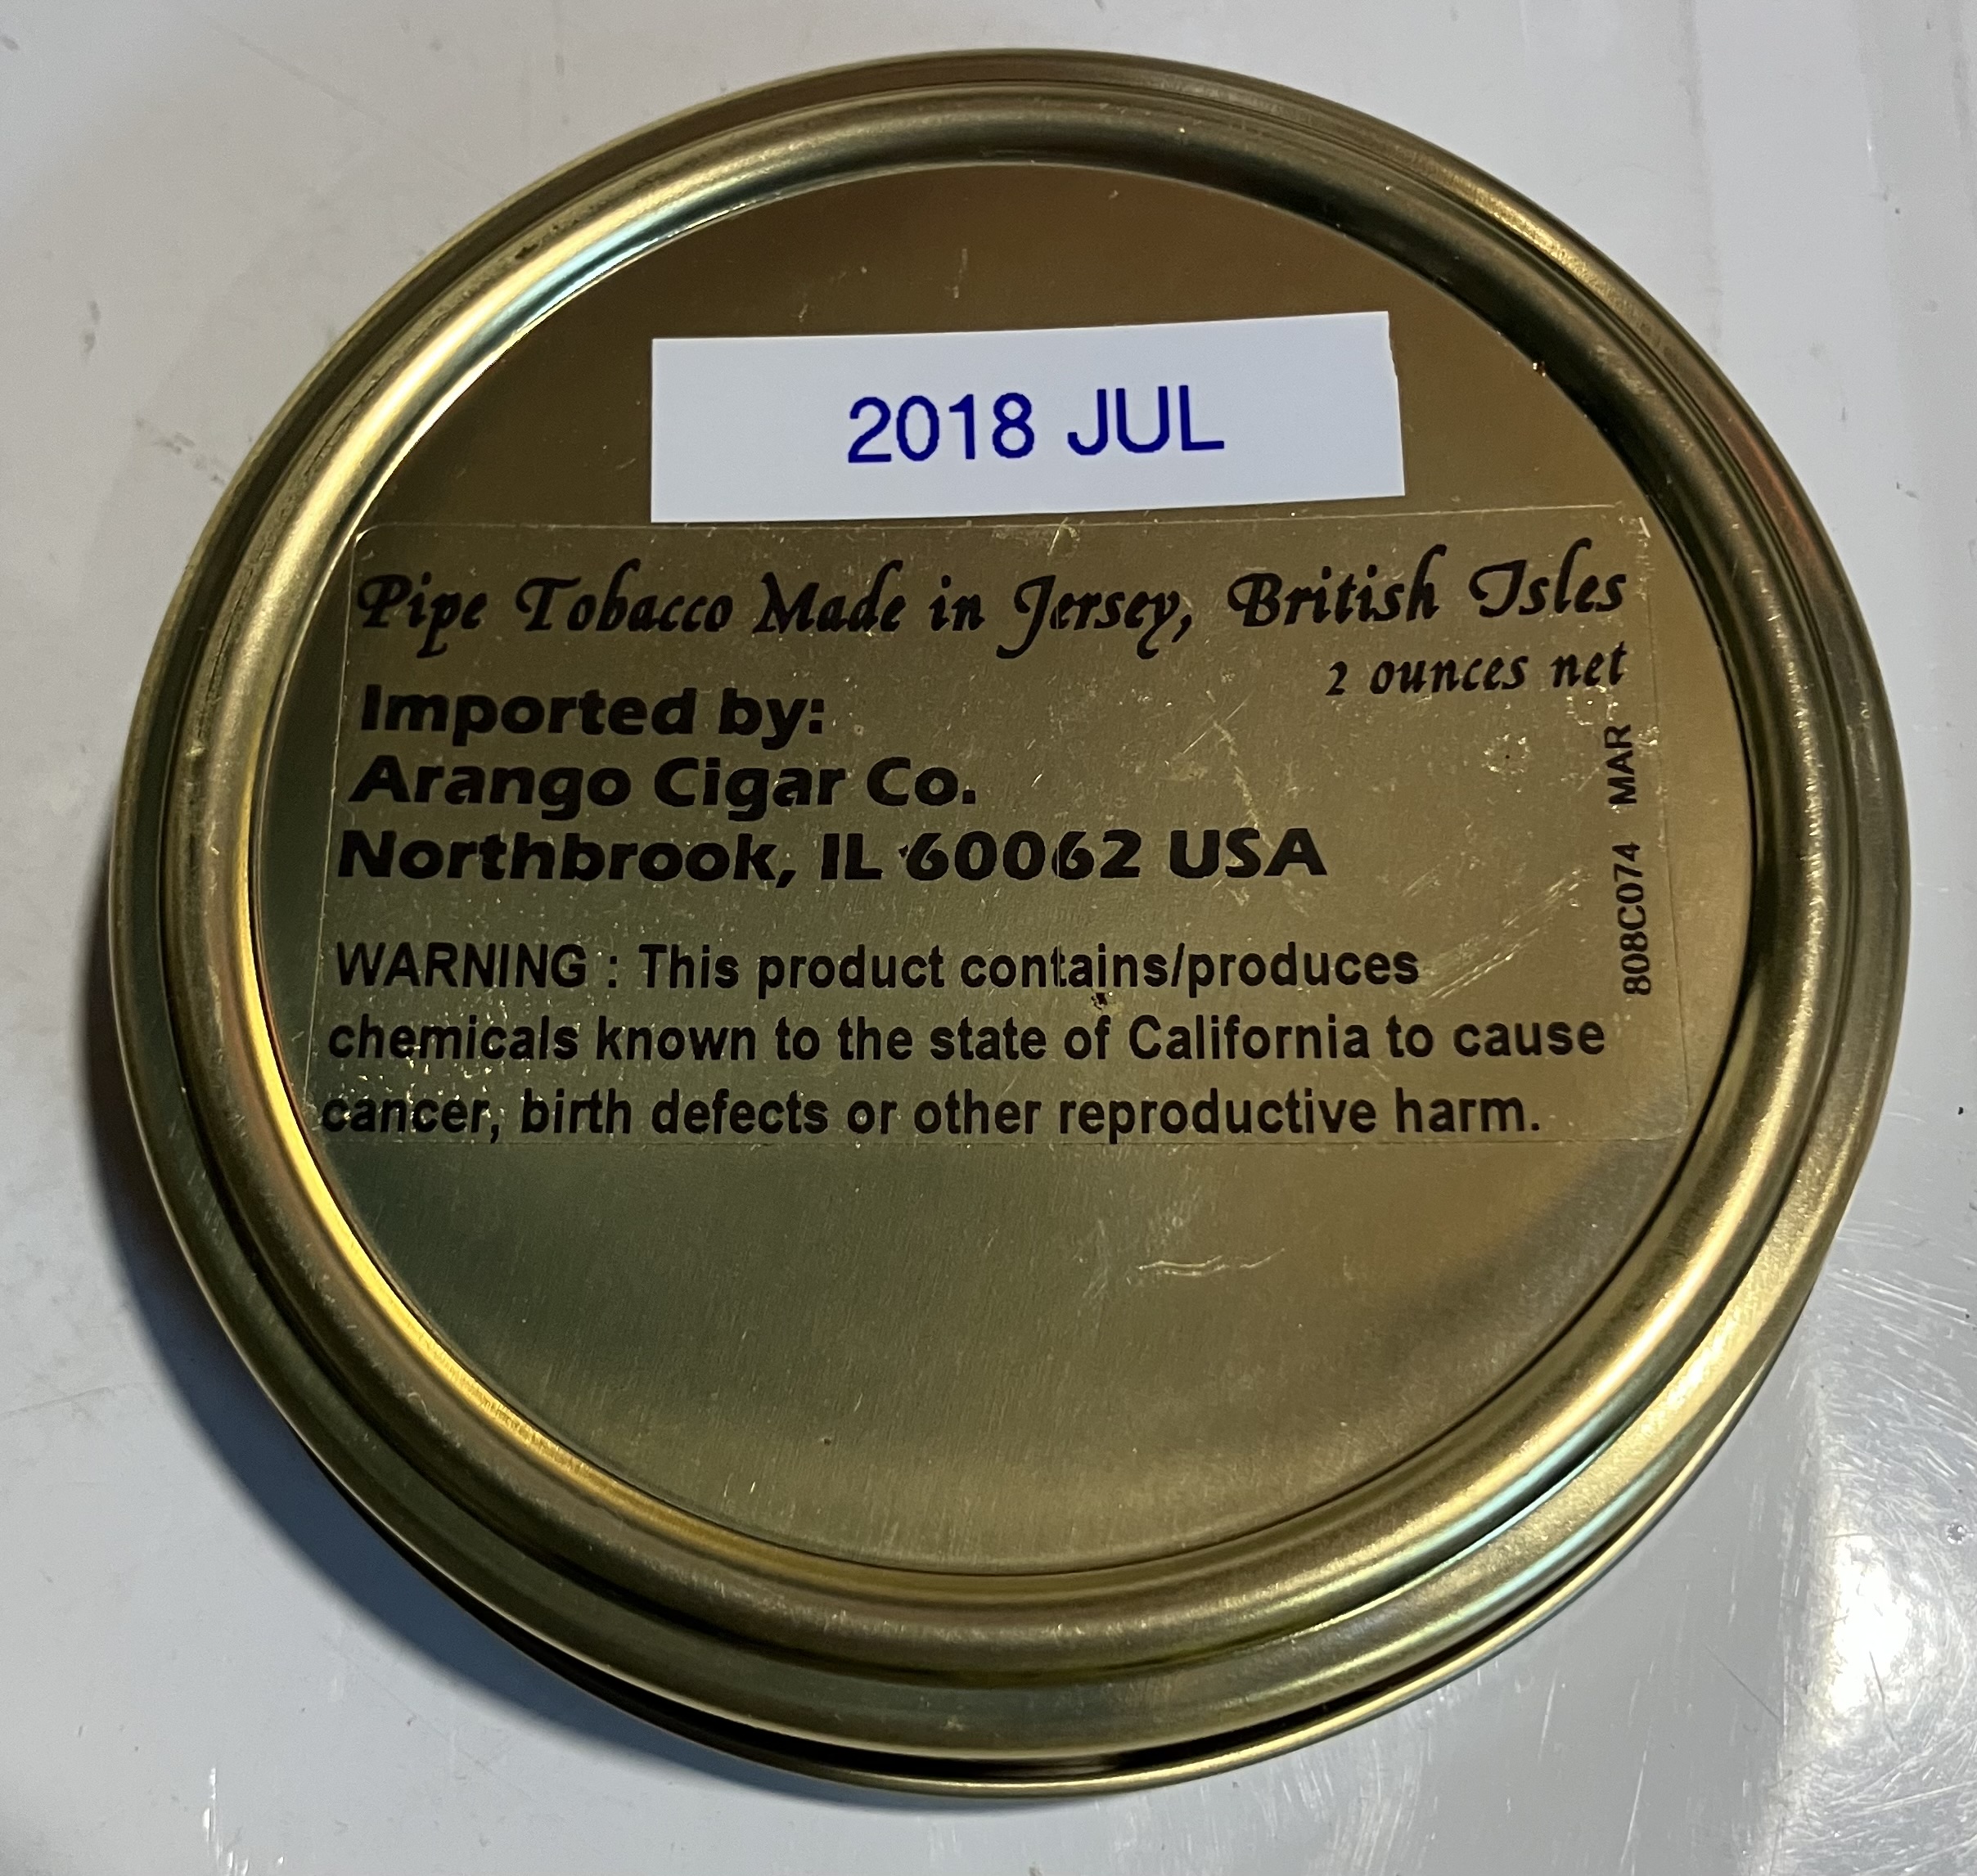 2018 JUL
Pipe Tobacco Made in Jersey, British Isles
2 ounces net
Imported by:
Arango Cigar Co.
Northbrook, IL 60062 USA
808C074 MAR
WARNING : This product contains/produces
chemicals known to the state of California to cause
cancer, birth defects or other reproductive harm.